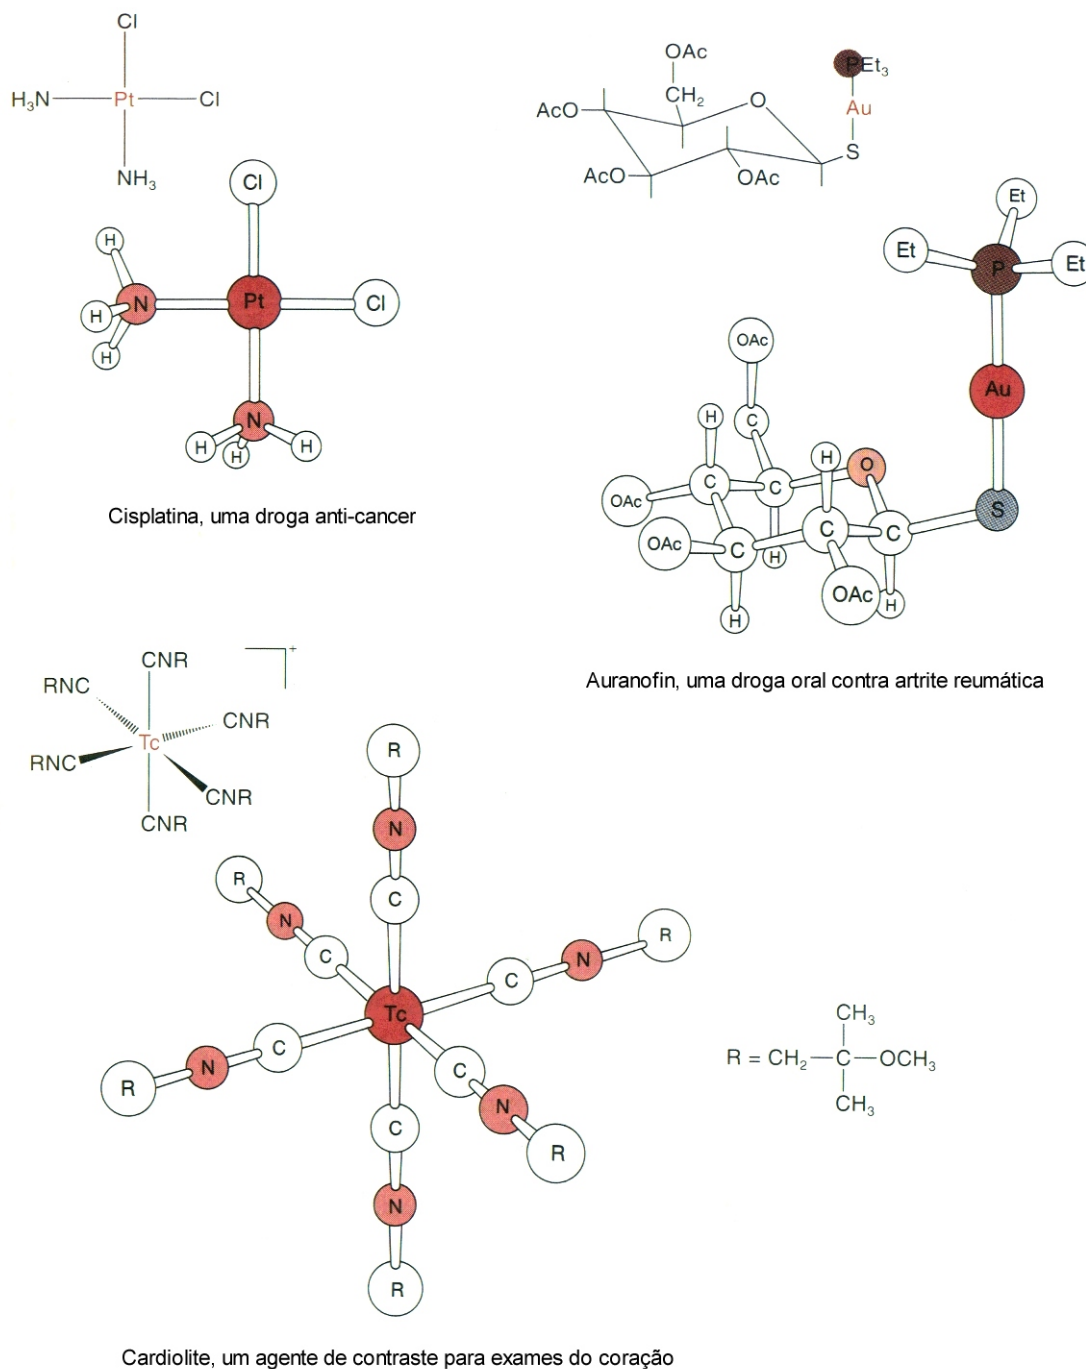 Cl
H₃N
Pt
Cl
NH₃
Cl
H
N
Pt
Cl
H
H
N
H
H
H
Cisplatina, uma droga anti-cancer
OAc
PEt₃
CH₂
O
Au
AcO
AcO
OAc
S
Et
Et
P
Et
OAc
Au
H
C
H
O
OAc
C
C
S
OAc
C
C
C
H
OAc
H
H
Auranofin, uma droga oral contra artrite reumática
CNR
+
RNC
CNR
Tc
RNC
CNR
CNR
R
N
R
C
N
R
C
N
C
Tc
C
N
R
C
N
C
R
N
R
CH₃
R = CH₂ – C – OCH₃
CH₃
Cardiolite, um agente de contraste para exames do coração